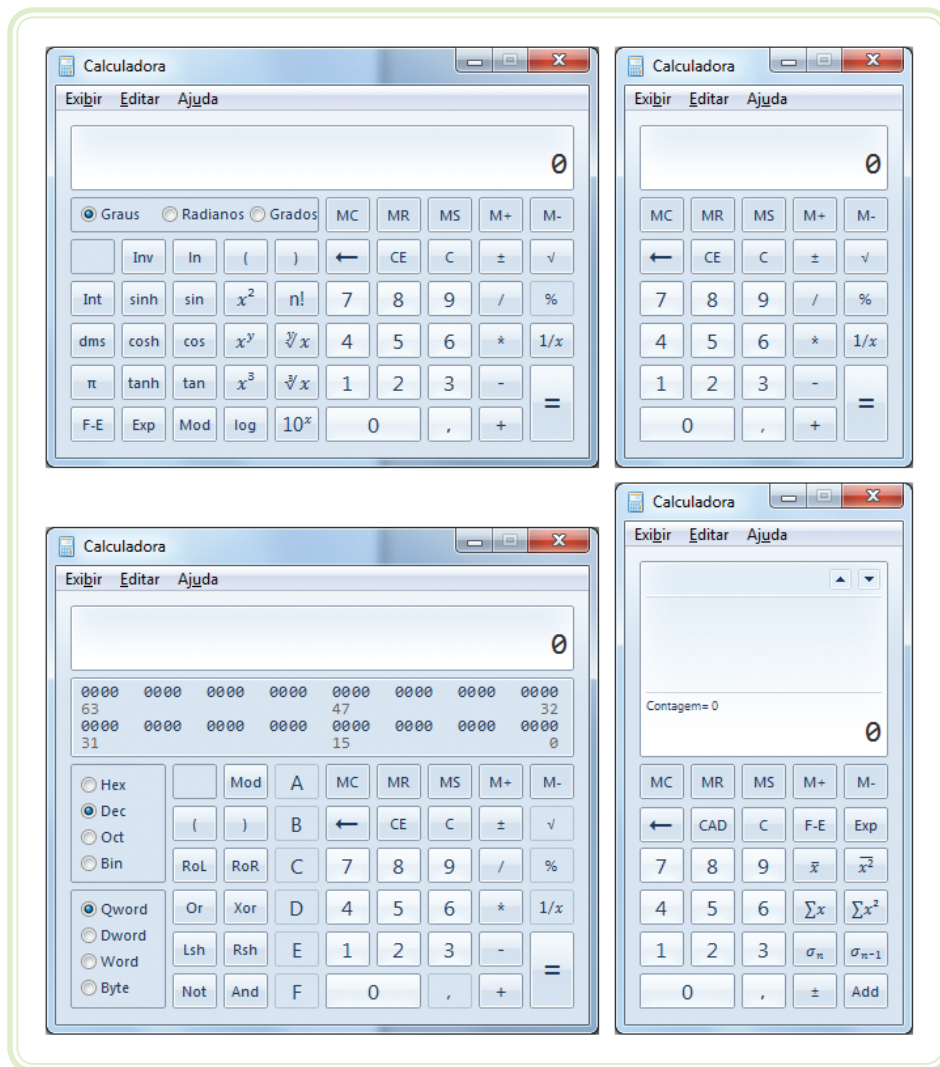 Calculadora
Exibir Editar Ajuda
0
Graus Radianos Grados MC MR MS M+ M-
Inv In ( ) ← CE C ± √
Int sinh sin x² n! 7 8 9 / %
dms cosh cos xʸ ʸ√x 4 5 6 * 1/x
π tanh tan x³ ³√x 1 2 3 - =
F-E Exp Mod log 10ˣ 0 , +
Calculadora
Exibir Editar Ajuda
0
MC MR MS M+ M-
← CE C ± √
7 8 9 / %
4 5 6 * 1/x
1 2 3 - =
0 , +
Calculadora
Exibir Editar Ajuda
0
0000 0000 0000 0000 0000 0000 0000 0000
63 47 32
0000 0000 0000 0000 0000 0000 0000 0000
31 15 0
Hex
Dec
Oct
Bin
Qword
Dword
Word
Byte
Mod A MC MR MS M+ M-
( ) B ← CE C ± √
RoL RoR C 7 8 9 / %
Or Xor D 4 5 6 * 1/x
Lsh Rsh E 1 2 3 - =
Not And F 0 , +
Calculadora
Exibir Editar Ajuda
Contagem= 0
0
MC MR MS M+ M-
← CAD C F-E Exp
7 8 9 x̅ x̅²
4 5 6 ∑x ∑x²
1 2 3 σₙ σₙ₋₁
0 , ± Add